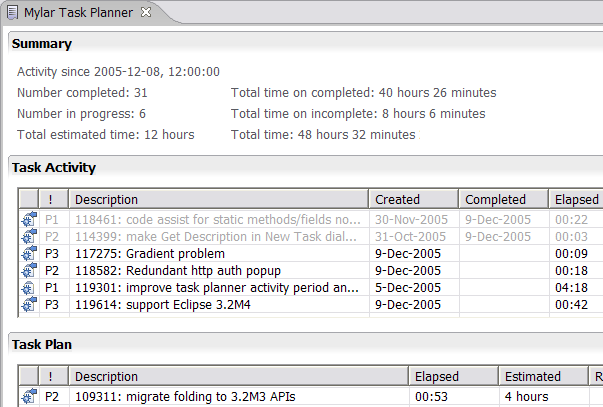 Mylar Task Planner
Summary
Activity since 2005-12-08, 12:00:00
Number completed: 31 Total time on completed: 40 hours 26 minutes
Number in progress: 6 Total time on incomplete: 8 hours 6 minutes
Total estimated time: 12 hours Total time: 48 hours 32 minutes
Task Activity
! Description Created Completed Elapsed
P1 118461: code assist for static methods/fields no... 30-Nov-2005 9-Dec-2005 00:22
P2 114399: make Get Description in New Task dial... 31-Oct-2005 9-Dec-2005 00:03
P3 117275: Gradient problem 9-Dec-2005 00:09
P2 118582: Redundant http auth popup 9-Dec-2005 00:18
P1 119301: improve task planner activity period an... 5-Dec-2005 04:18
P3 119614: support Eclipse 3.2M4 9-Dec-2005 00:42
Task Plan
! Description Elapsed Estimated R
P2 109311: migrate folding to 3.2M3 APIs 00:53 4 hours